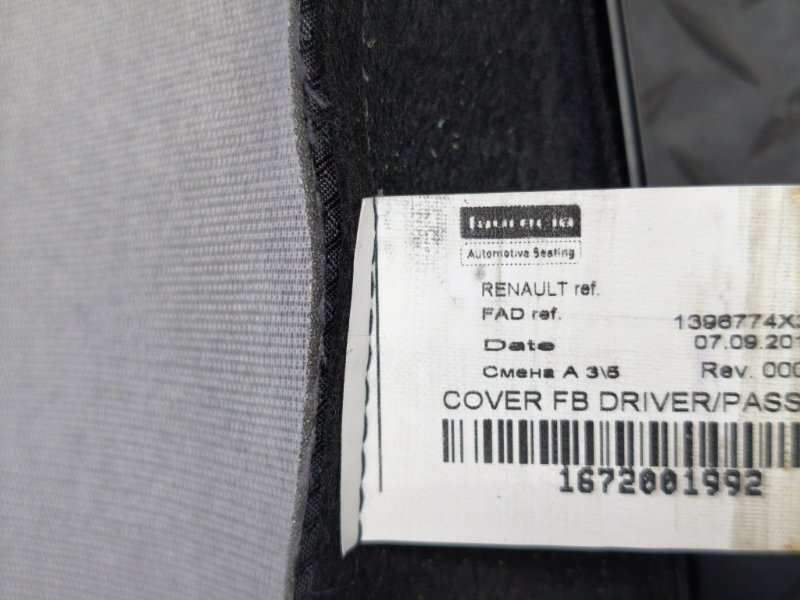 faurecia
Automotive Seating
RENAULT ref.
FAD ref. 1396774X
Date 07.09.201
Смена А 3\5 Rev. 000
COVER FB DRIVER/PASS
1672001992